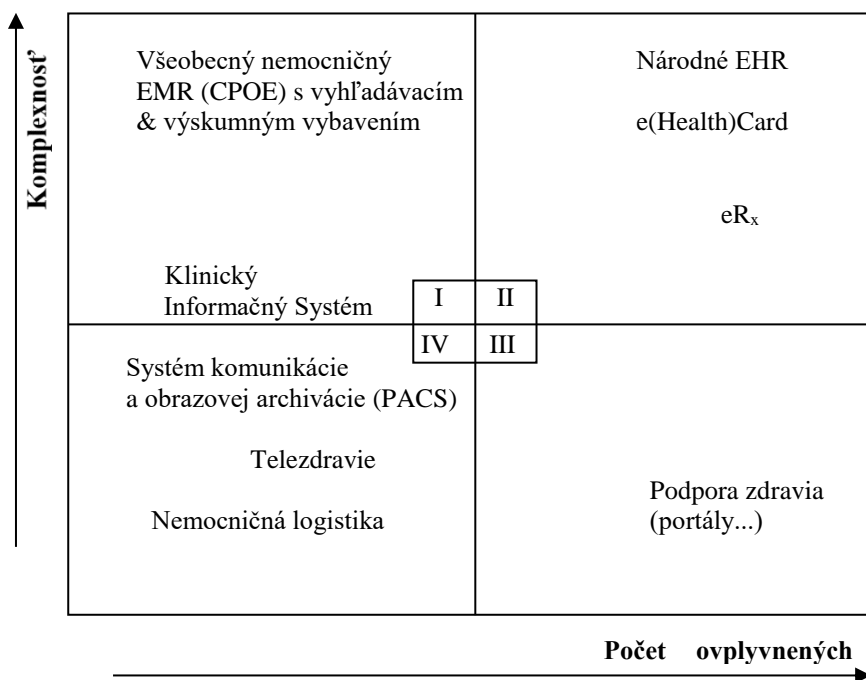 Komplexnosť
Všeobecný nemocničný
EMR (CPOE) s vyhľadávacím
& výskumným vybavením
Klinický
Informačný Systém
Národné EHR
e(Health)Card
eRₓ
I
II
IV
III
Systém komunikácie
a obrazovej archivácie (PACS)
Telezdravie
Nemocničná logistika
Podpora zdravia
(portály...)
Počet ovplyvnených